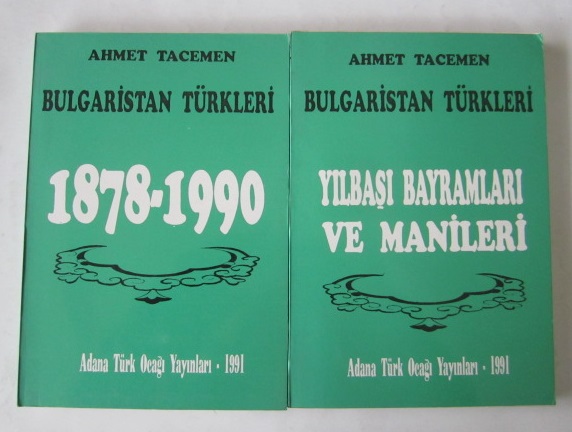 AHMET TACEMEN
BULGARİSTAN TÜRKLERİ
1878-1990
Adana Türk Ocağı Yayınları - 1991
AHMET TACEMEN
BULGARİSTAN TÜRKLERİ
YILBAŞI BAYRAMLARI
VE MANİLERİ
Adana Türk Ocağı Yayınları - 1991